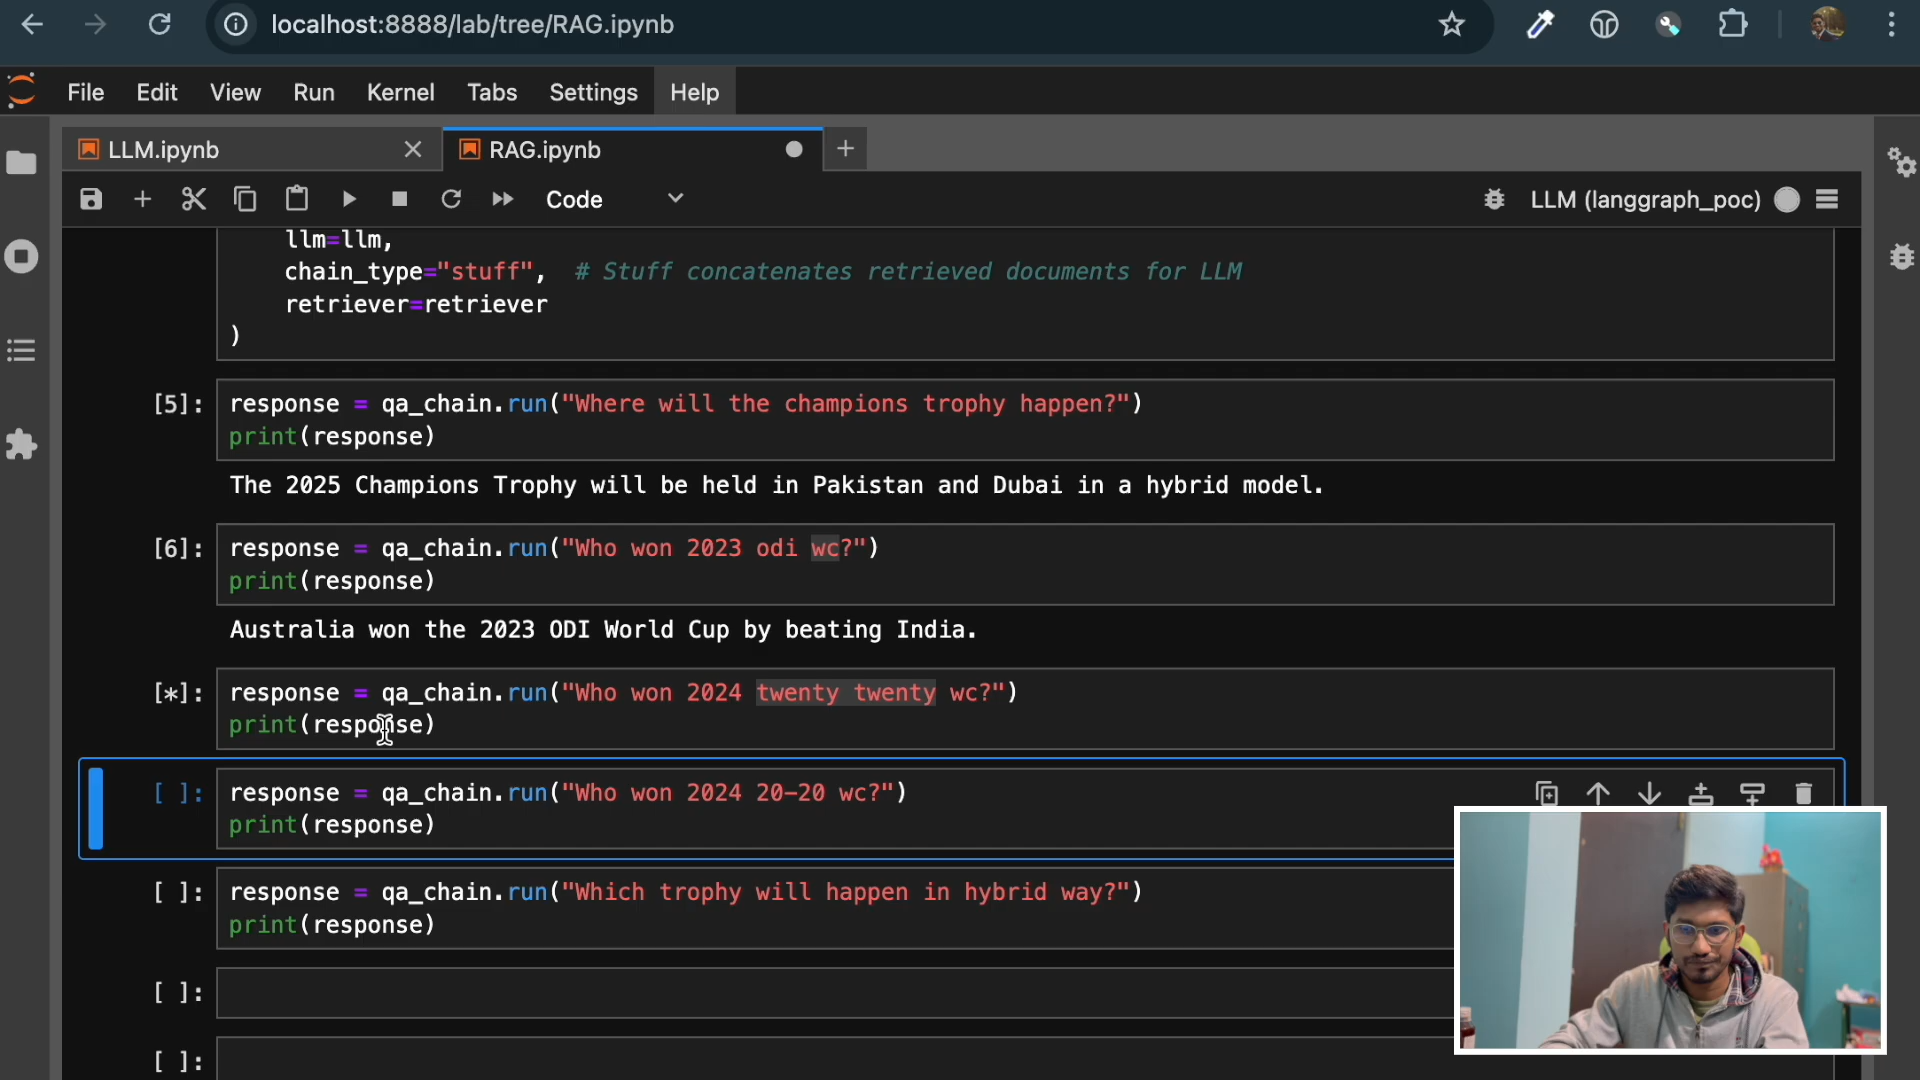 localhost:8888/lab/tree/RAG.ipynb
File Edit View Run Kernel Tabs Settings Help
LLM.ipynb RAG.ipynb
Code LLM (langgraph_poc)
llm=llm,
chain_type="stuff", # Stuff concatenates retrieved documents for LLM
retriever=retriever
)
[5]: response = qa_chain.run("Where will the champions trophy happen?")
print(response)
The 2025 Champions Trophy will be held in Pakistan and Dubai in a hybrid model.
[6]: response = qa_chain.run("Who won 2023 odi wc?")
print(response)
Australia won the 2023 ODI World Cup by beating India.
[*]: response = qa_chain.run("Who won 2024 twenty twenty wc?")
print(response)
[ ]: response = qa_chain.run("Who won 2024 20-20 wc?")
print(response)
[ ]: response = qa_chain.run("Which trophy will happen in hybrid way?")
print(response)
[ ]:
[ ]: